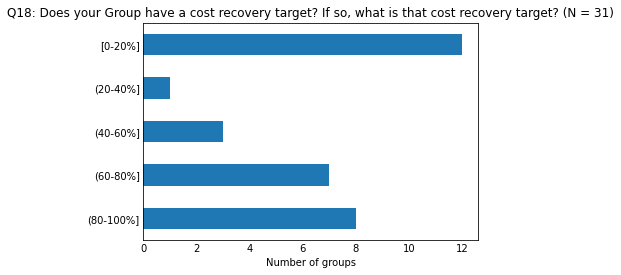 Q18: Does your Group have a cost recovery target? If so, what is that cost recovery target? (N = 31)
[0-20%]
(20-40%]
(40-60%]
(60-80%]
(80-100%]
0 2 4 6 8 10 12
Number of groups